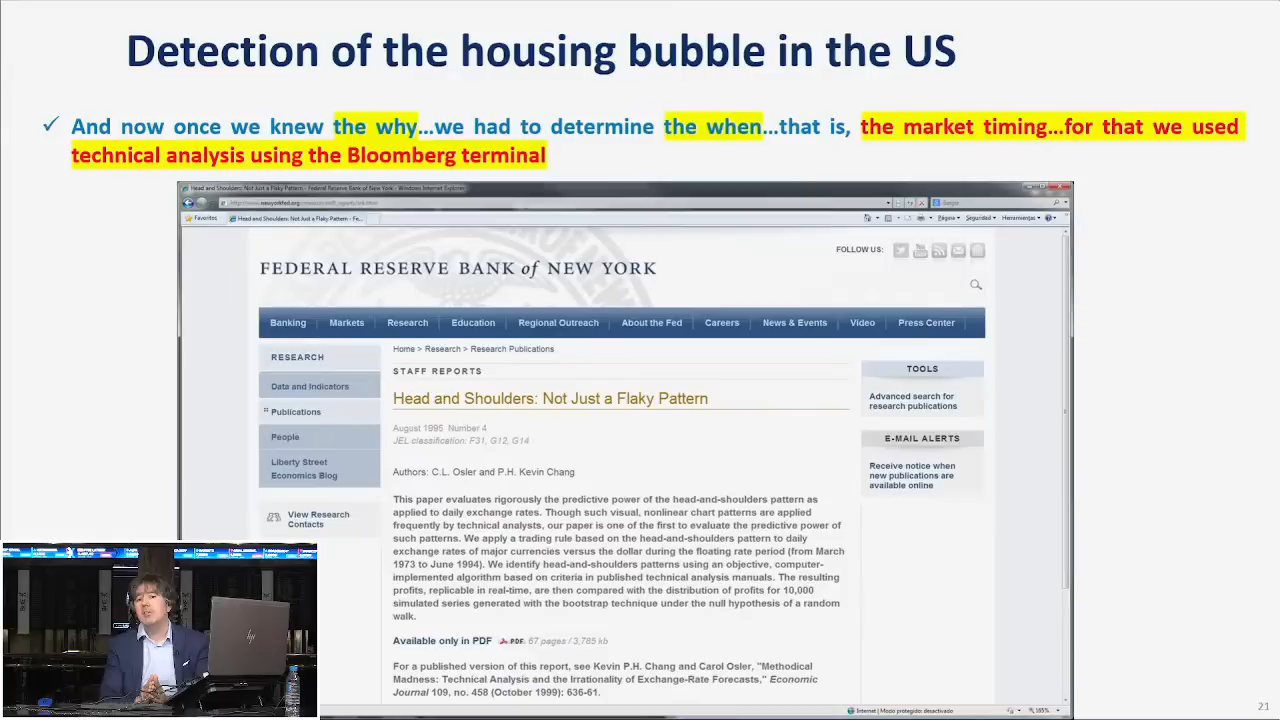 Detection of the housing bubble in the US
✓ And now once we knew the why…we had to determine the when…that is, the market timing…for that we used
technical analysis using the Bloomberg terminal
Head and Shoulders: Not Just a Flaky Pattern - Federal Reserve Bank of New York - Windows Internet Explorer
Favoritos
Head and Shoulders: Not Just a Flaky Pattern - Fe...
Página
Seguridad
Herramientas
FOLLOW US:
FEDERAL RESERVE BANK of NEW YORK
Banking
Markets
Research
Education
Regional Outreach
About the Fed
Careers
News & Events
Video
Press Center
RESEARCH
Data and Indicators
Publications
People
Liberty Street
Economics Blog
View Research
Contacts
Home > Research > Research Publications
STAFF REPORTS
Head and Shoulders: Not Just a Flaky Pattern
August 1995 Number 4
JEL classification: F31, G12, G14
Authors: C.L. Osler and P.H. Kevin Chang
This paper evaluates rigorously the predictive power of the head-and-shoulders pattern as
applied to daily exchange rates. Though such visual, nonlinear chart patterns are applied
frequently by technical analysts, our paper is one of the first to evaluate the predictive power of
such patterns. We apply a trading rule based on the head-and-shoulders pattern to daily
exchange rates of major currencies versus the dollar during the floating rate period (from March
1973 to June 1994). We identify head-and-shoulders patterns using an objective, computer-
implemented algorithm based on criteria in published technical analysis manuals. The resulting
profits, replicable in real-time, are then compared with the distribution of profits for 10,000
simulated series generated with the bootstrap technique under the null hypothesis of a random
walk.
Available only in PDF PDF 67 pages / 3,785 kb
For a published version of this report, see Kevin P.H. Chang and Carol Osler, "Methodical
Madness: Technical Analysis and the Irrationality of Exchange-Rate Forecasts," Economic
Journal 109, no. 458 (October 1999): 636-61.
TOOLS
Advanced search for
research publications
E-MAIL ALERTS
Receive notice when
new publications are
available online
Internet | Modo protegido: desactivado
165%
hp
21